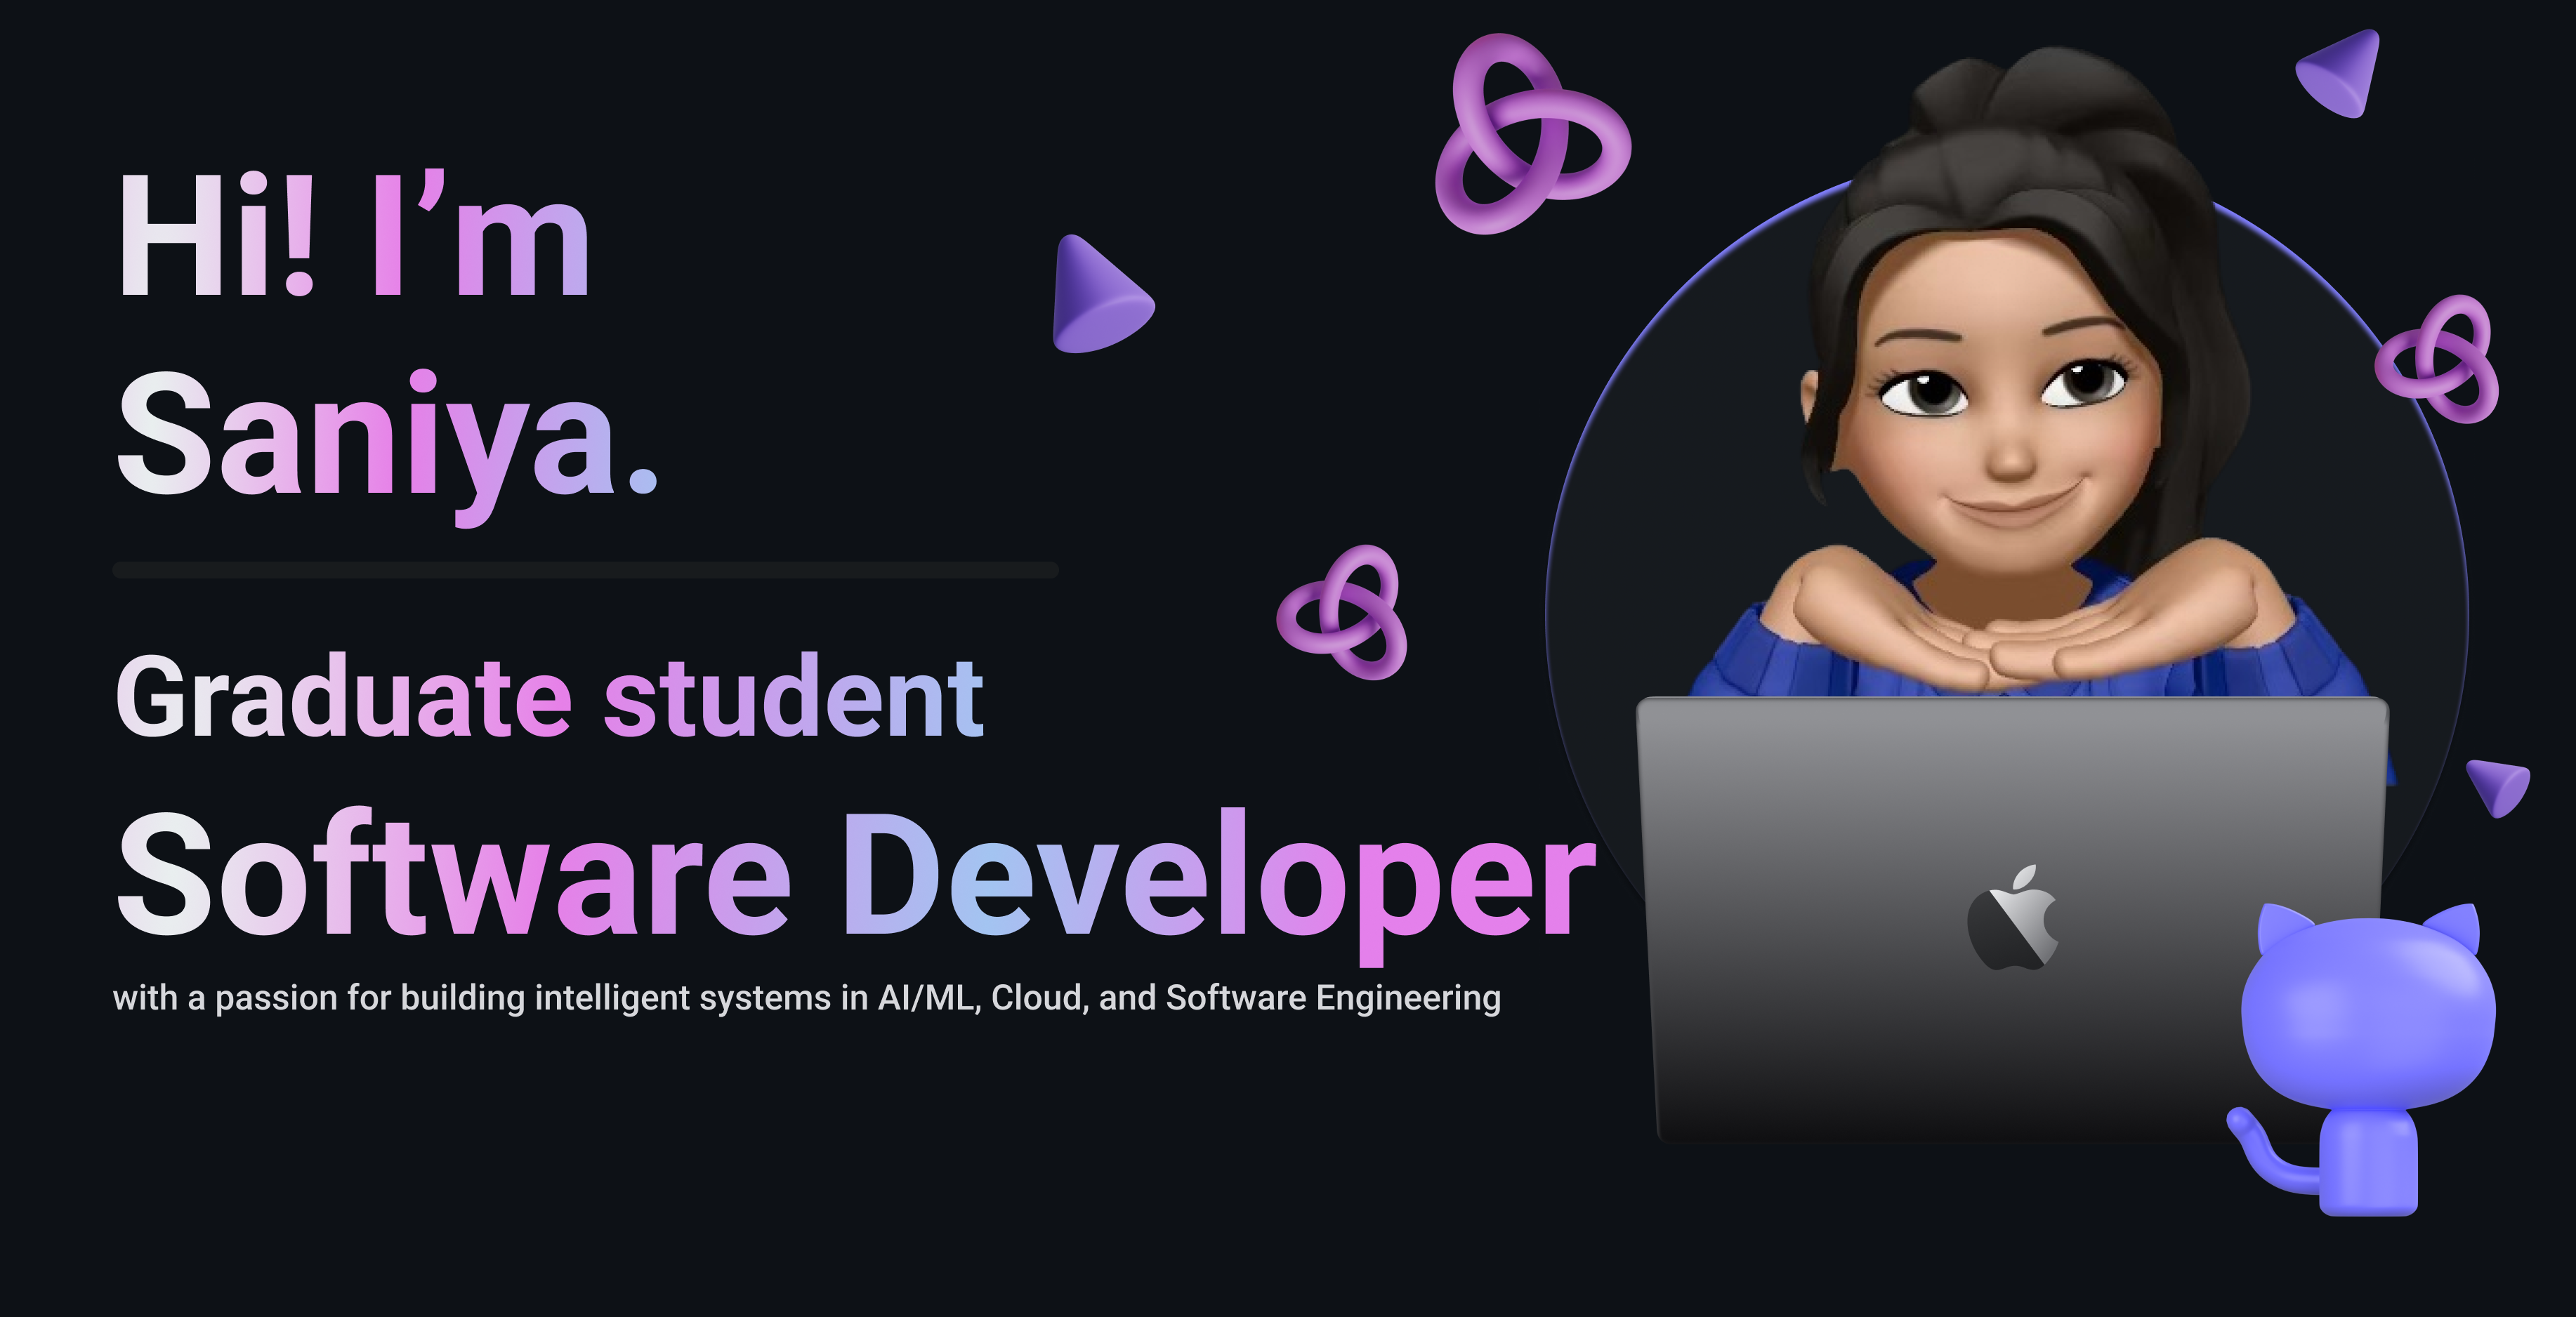 Hi! I’m
Saniya.
Graduate student
Software Developer
with a passion for building intelligent systems in AI/ML, Cloud, and Software Engineering